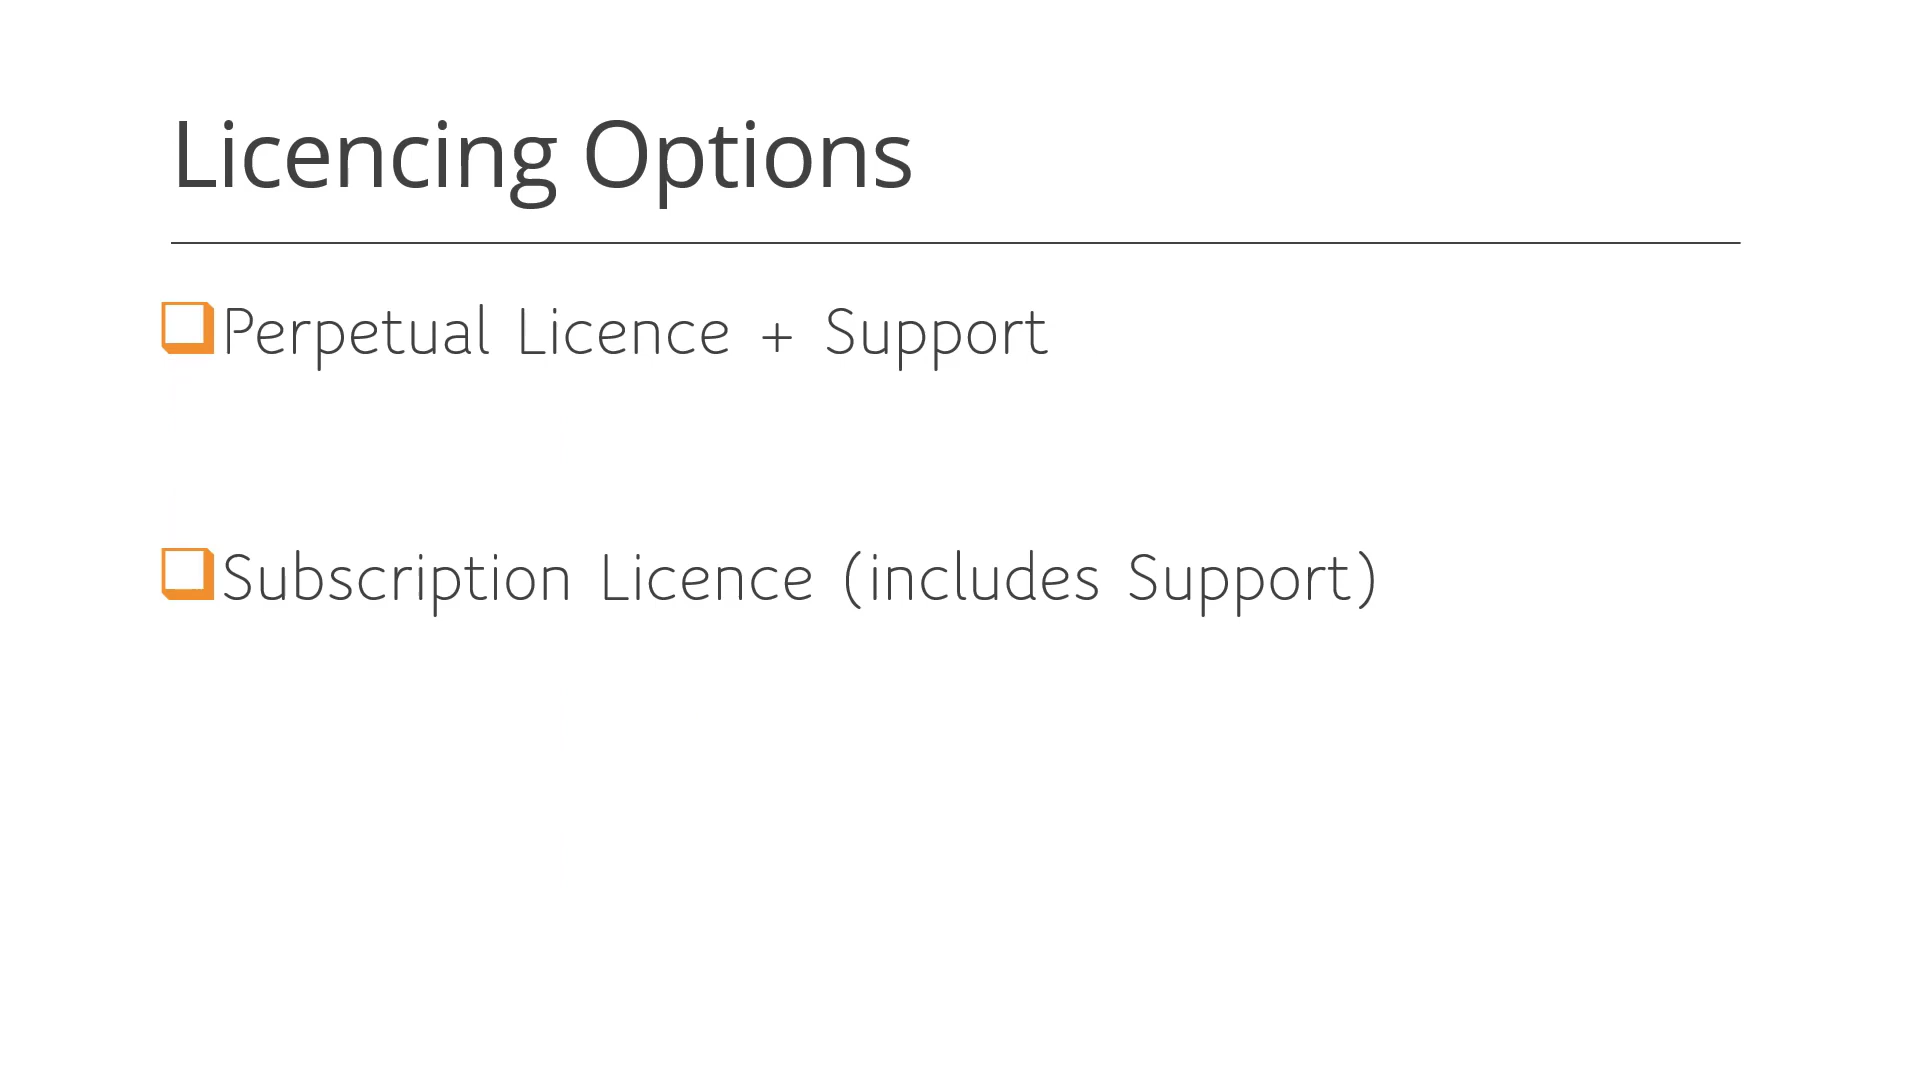 Licencing Options
Perpetual Licence + Support
Subscription Licence (includes Support)